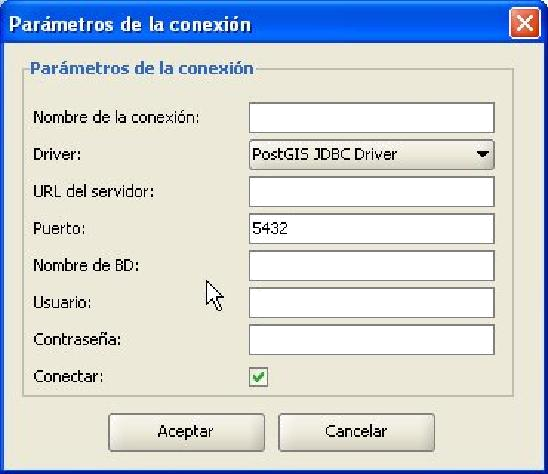 Parámetros de la conexión
Parámetros de la conexión
Nombre de la conexión:
Driver: PostGIS JDBC Driver
URL del servidor:
Puerto: 5432
Nombre de BD:
Usuario:
Contraseña:
Conectar:
Aceptar Cancelar